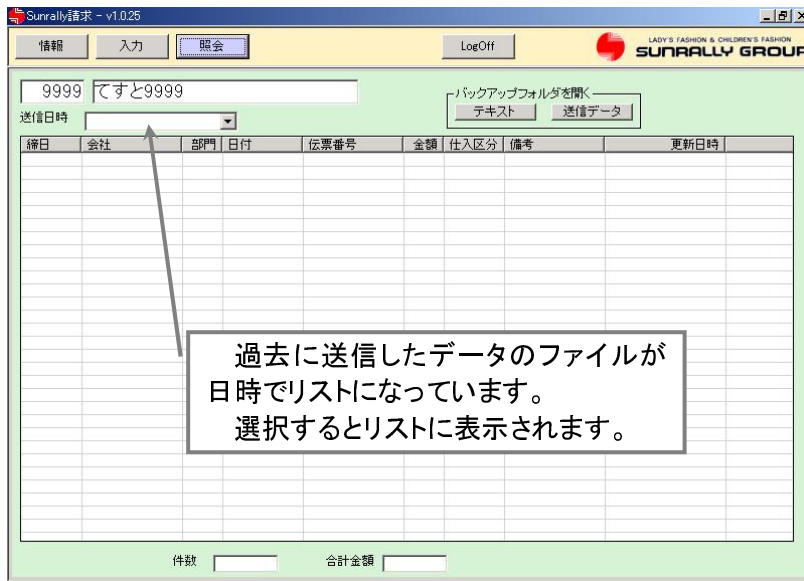 Sunrally請求 - v1.0.25
情報 入力 照会 LogOff LADY'S FASHION & CHILDREN'S FASHION
SUNRALLY GROUP
9999 てすと9999
バックアップフォルダを開く
テキスト 送信データ
送信日時
締日 会社 部門 日付 伝票番号 金額 仕入区分 備考 更新日時
過去に送信したデータのファイルが
日時でリストになっています。
選択するとリストに表示されます。
件数 合計金額